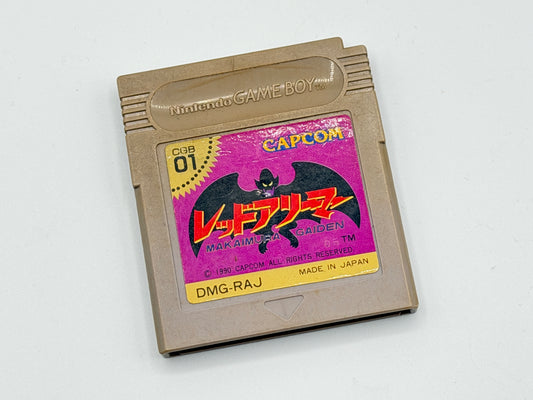 Nintendo GAME BOY™
CGB
01
CAPCOM
レッドアリーマー
MAKAIMURA GAIDEN
™
© 1990 CAPCOM ALL RIGHTS RESERVED.
DMG-RAJ
MADE IN JAPAN